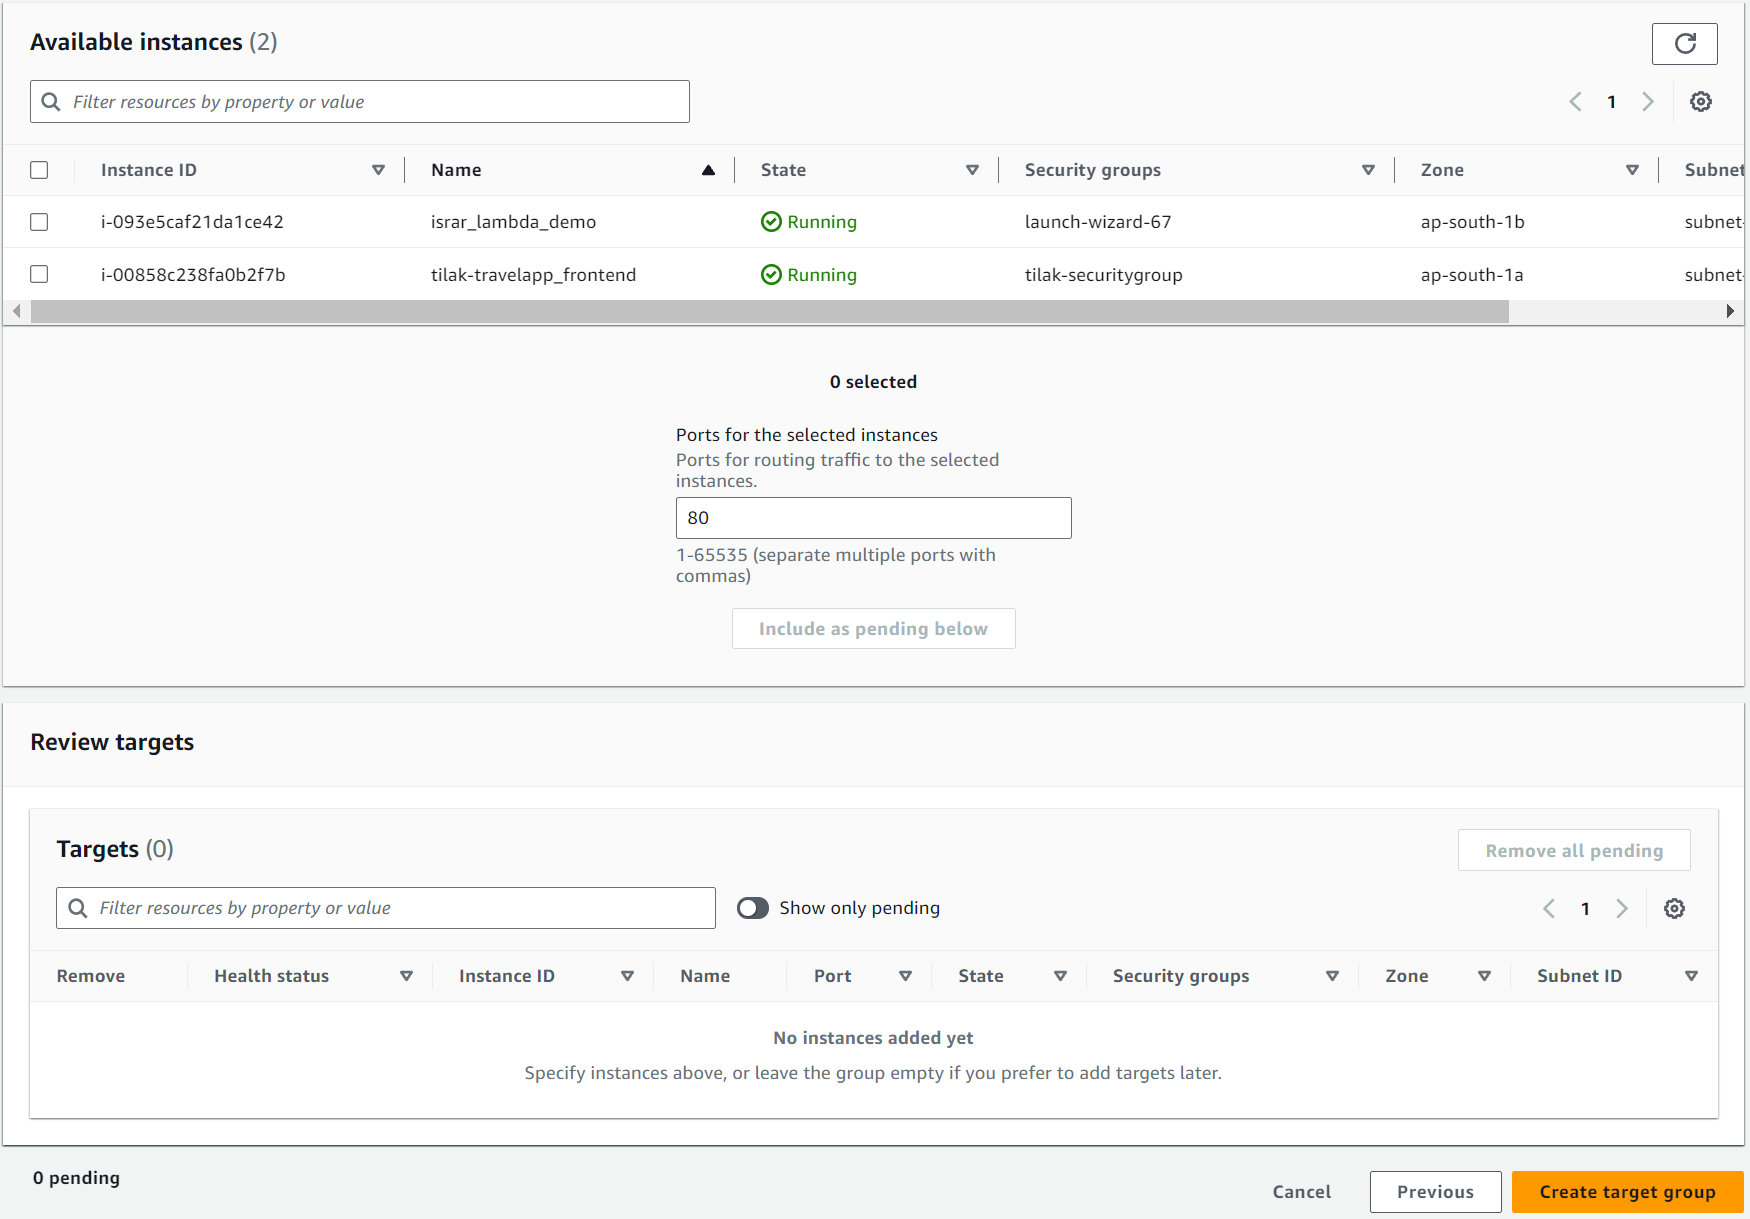 Available instances (2)
Filter resources by property or value
1
Instance ID Name State Security groups Zone Subnet
i-093e5caf21da1ce42 israr_lambda_demo Running launch-wizard-67 ap-south-1b subnet-
i-00858c238fa0b2f7b tilak-travelapp_frontend Running tilak-securitygroup ap-south-1a subnet-
0 selected
Ports for the selected instances
Ports for routing traffic to the selected
instances.
80
1-65535 (separate multiple ports with
commas)
Include as pending below
Review targets
Targets (0)
Remove all pending
Filter resources by property or value
Show only pending
1
Remove Health status Instance ID Name Port State Security groups Zone Subnet ID
No instances added yet
Specify instances above, or leave the group empty if you prefer to add targets later.
0 pending
Cancel
Previous
Create target group